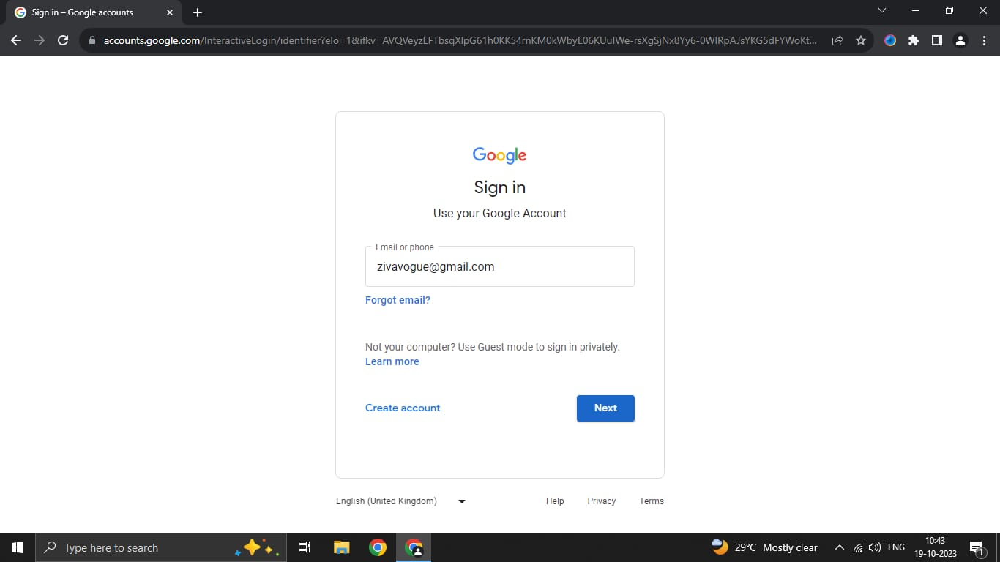 Sign in – Google accounts
accounts.google.com/InteractiveLogin/identifier?elo=1&ifkv=AVQVeyzEFTbsqXlpG61h0KK54rnKM0kWbyE06KUuIWe-rsXgSjNx8Yy6-0WlRpAJsYKG5dFYWoKt...
Google
Sign in
Use your Google Account
Email or phone
zivavogue@gmail.com
Forgot email?
Not your computer? Use Guest mode to sign in privately.
Learn more
Create account
Next
English (United Kingdom)
Help
Privacy
Terms
Type here to search
29°C Mostly clear
ENG
10:43
19-10-2023
1